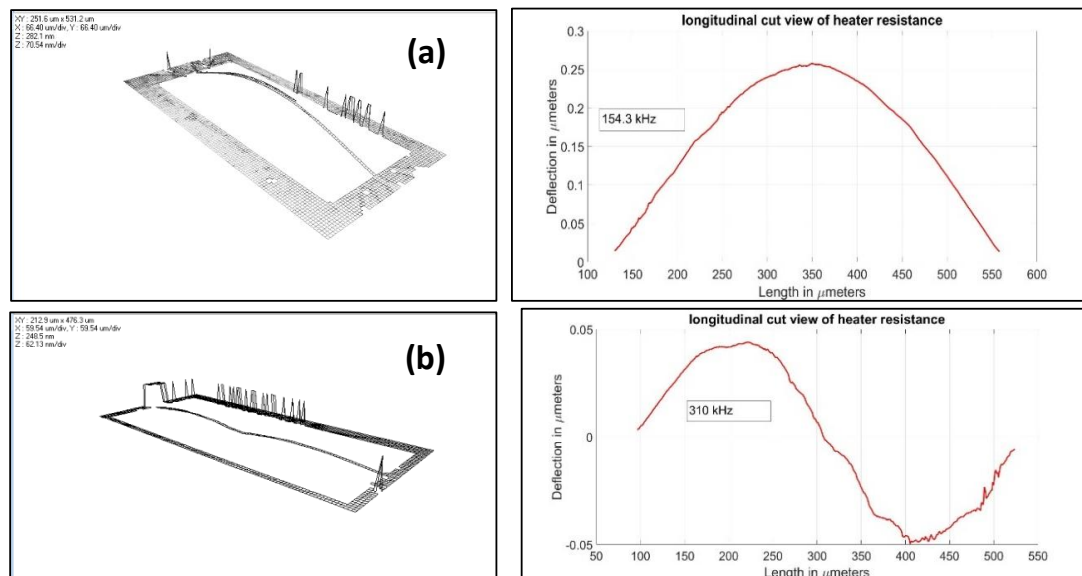 XY : 251.6 um x 531.2 um
X : 66.40 um/div, Y : 66.40 um/div
Z : 282.1 nm
Z : 70.54 nm/div
(a)
longitudinal cut view of heater resistance
0.3
0.25
0.2
0.15
0.1
0.05
0
Deflection in μmeters
154.3 kHz
100 150 200 250 300 350 400 450 500 550 600
Length in μmeters
XY : 212.9 um x 476.3 um
X : 59.54 um/div, Y : 59.54 um/div
Z : 248.5 nm
Z : 62.13 nm/div
(b)
longitudinal cut view of heater resistance
0.05
0
-0.05
Deflection in μmeters
310 kHz
50 100 150 200 250 300 350 400 450 500 550
Length in μmeters